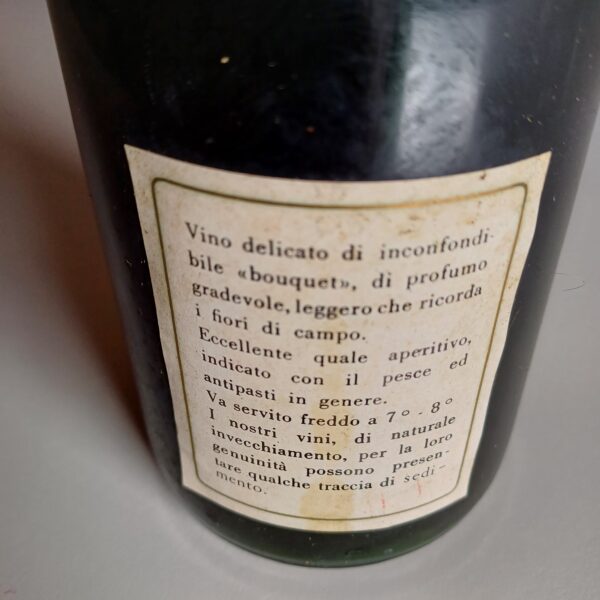 Vino delicato di inconfondi-
bile «bouquet», di profumo
gradevole, leggero che ricorda
i fiori di campo.
Eccellente quale aperitivo,
indicato con il pesce ed
antipasti in genere.
Va servito freddo a 7° - 8°
I nostri vini, di naturale
invecchiamento, per la loro
genuinità possono presen-
tare qualche traccia di sedi-
mento.